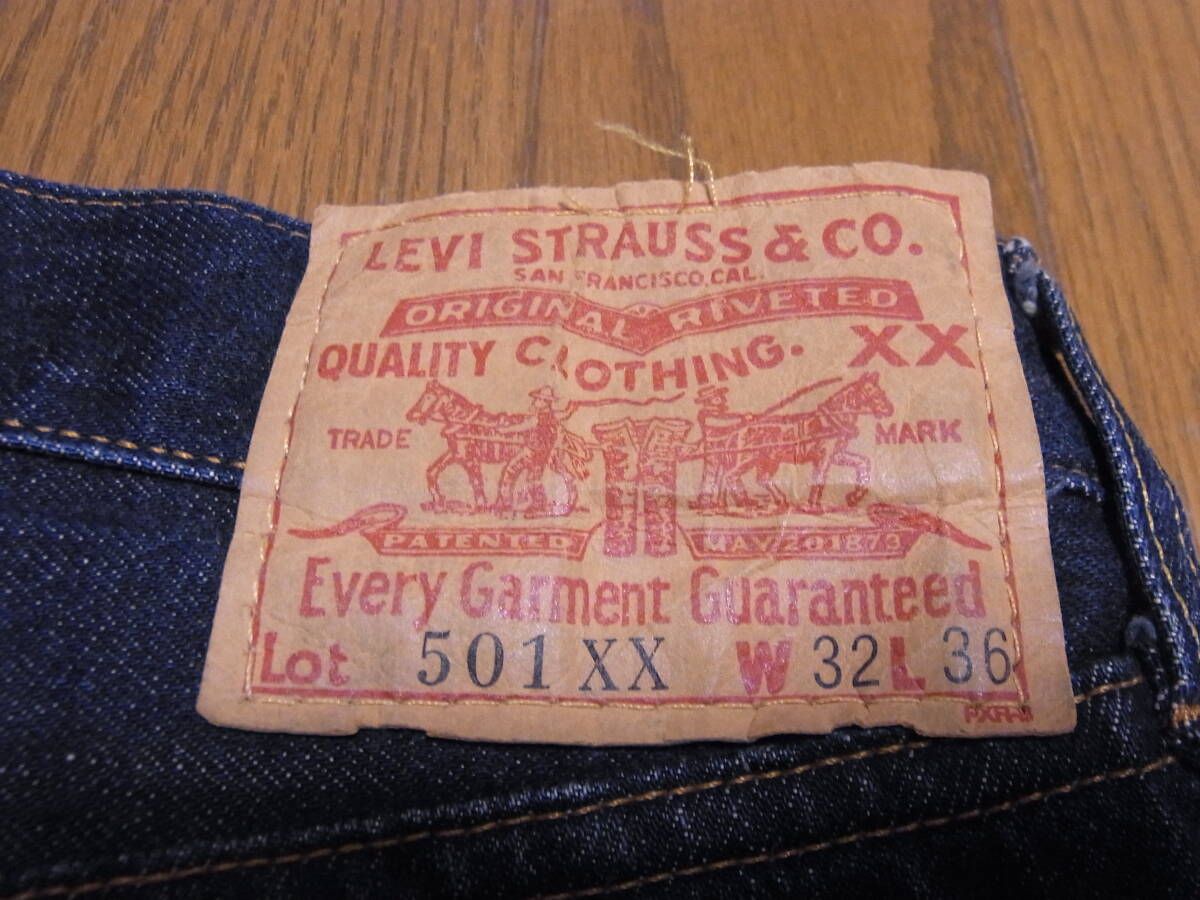 LEVI STRAUSS & CO.
SAN FRANCISCO, CAL.
ORIGINAL RIVETED
QUALITY CLOTHING. XX
TRADE MARK
PATENTED MAY 20 1873
Every Garment Guaranteed
Lot 501 XX W 32 L 36